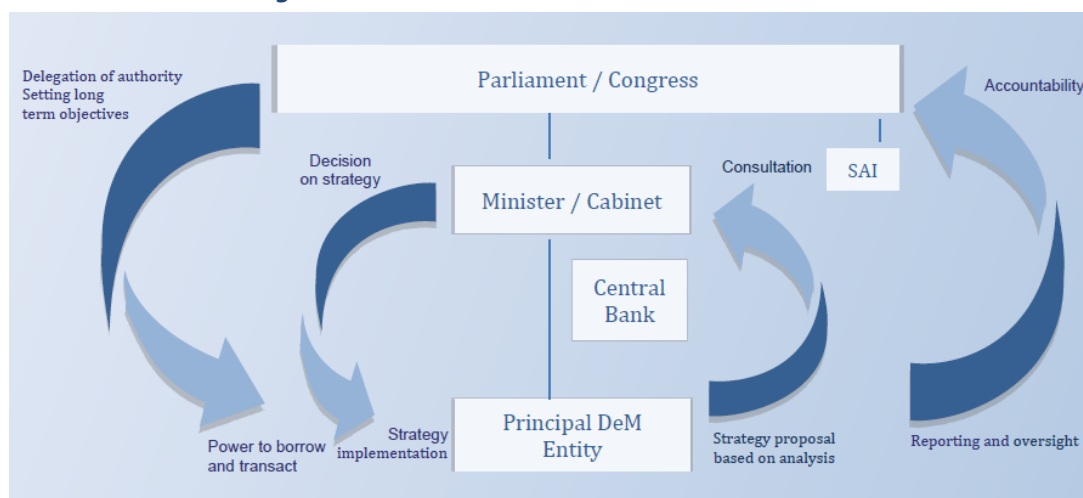 Delegation of authority
Setting long
term objectives
Parliament / Congress
Accountability
Decision
on strategy
Consultation
SAI
Minister / Cabinet
Central
Bank
Principal DeM
Entity
Power to borrow
and transact
Strategy
implementation
Strategy proposal
based on analysis
Reporting and oversight